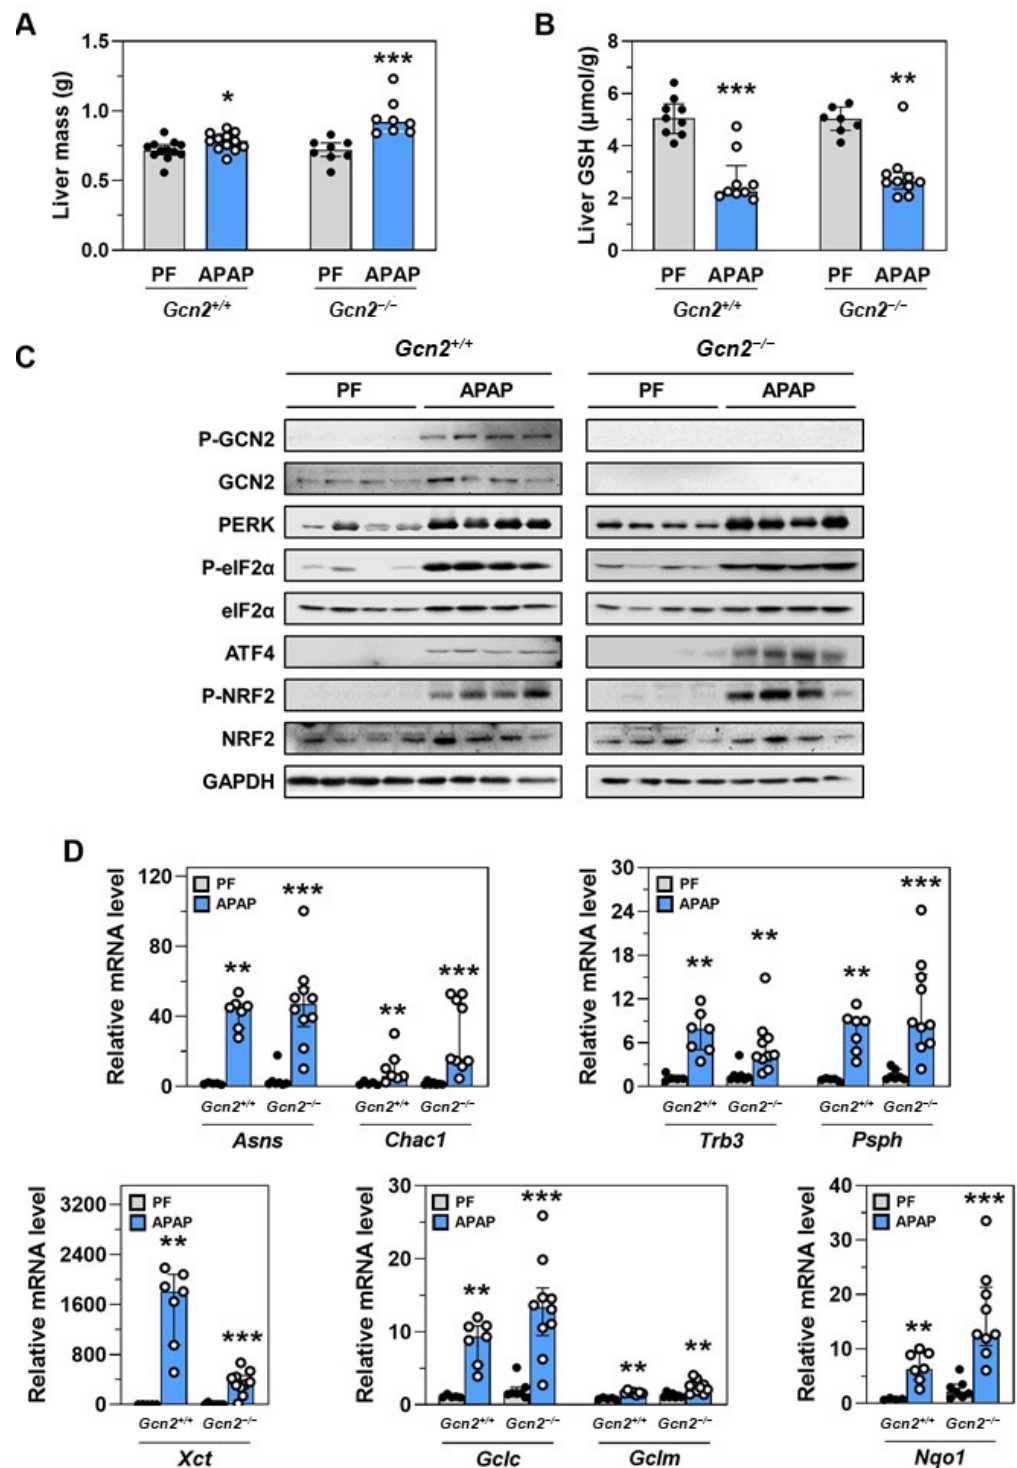 A
Liver mass (g)
1.5
1.0
0.5
0.0
*
***
PF APAP PF APAP
Gcn2+/+ Gcn2−/−
B
Liver GSH (µmol/g)
8
6
4
2
0
***
**
PF APAP PF APAP
Gcn2+/+ Gcn2−/−
C
Gcn2+/+ Gcn2−/−
PF APAP PF APAP
P-GCN2
GCN2
PERK
P-eIF2α
eIF2α
ATF4
P-NRF2
NRF2
GAPDH
D
Relative mRNA level
120
80
40
0
PF
APAP
**
***
**
***
Gcn2+/+ Gcn2−/− Gcn2+/+ Gcn2−/−
Asns Chac1
Relative mRNA level
30
24
18
12
6
0
PF
APAP
**
**
**
***
Gcn2+/+ Gcn2−/− Gcn2+/+ Gcn2−/−
Trb3 Psph
Relative mRNA level
3200
2400
1600
800
0
PF
APAP
**
***
Gcn2+/+ Gcn2−/−
Xct
Relative mRNA level
30
20
10
0
PF
APAP
**
***
**
**
Gcn2+/+ Gcn2−/− Gcn2+/+ Gcn2−/−
Gclc Gclm
Relative mRNA level
40
30
20
10
0
PF
APAP
**
***
Gcn2+/+ Gcn2−/−
Nqo1